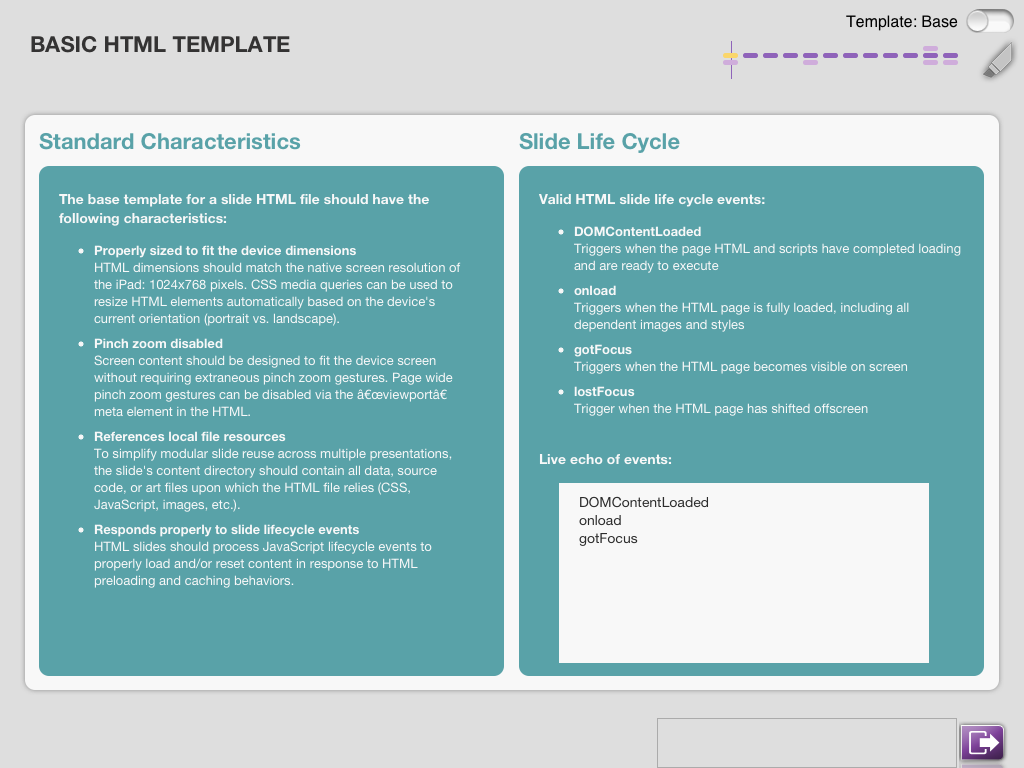 Template: Base
BASIC HTML TEMPLATE
Standard Characteristics
The base template for a slide HTML file should have the
following characteristics:
• Properly sized to fit the device dimensions
HTML dimensions should match the native screen resolution of
the iPad: 1024x768 pixels. CSS media queries can be used to
resize HTML elements automatically based on the device's
current orientation (portrait vs. landscape).
• Pinch zoom disabled
Screen content should be designed to fit the device screen
without requiring extraneous pinch zoom gestures. Page wide
pinch zoom gestures can be disabled via the â€œviewportâ€
meta element in the HTML.
• References local file resources
To simplify modular slide reuse across multiple presentations,
the slide's content directory should contain all data, source
code, or art files upon which the HTML file relies (CSS,
JavaScript, images, etc.).
• Responds properly to slide lifecycle events
HTML slides should process JavaScript lifecycle events to
properly load and/or reset content in response to HTML
preloading and caching behaviors.
Slide Life Cycle
Valid HTML slide life cycle events:
• DOMContentLoaded
Triggers when the page HTML and scripts have completed loading
and are ready to execute
• onload
Triggers when the HTML page is fully loaded, including all
dependent images and styles
• gotFocus
Triggers when the HTML page becomes visible on screen
• lostFocus
Trigger when the HTML page has shifted offscreen
Live echo of events:
DOMContentLoaded
onload
gotFocus